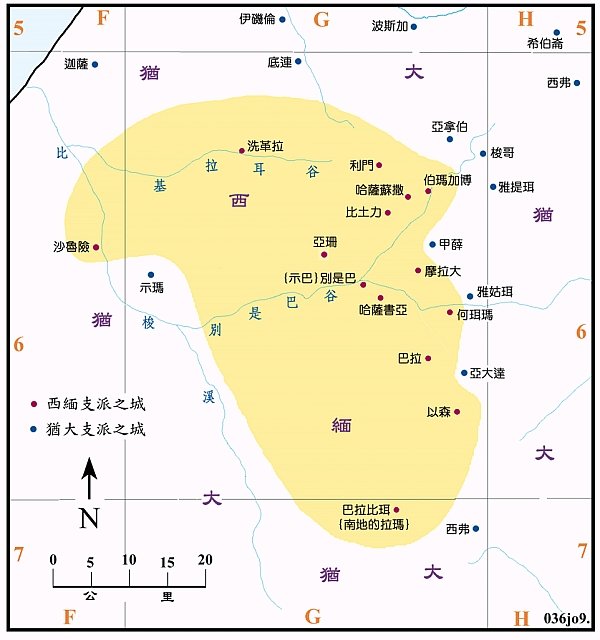 F
G
H
5
5
伊磯倫
波斯加
希伯崙
迦薩
猶
底連
大
西弗
亞拿伯
比
洗革拉
梭哥
基 拉 耳 谷
利門
伯瑪加博
雅提珥
西
哈薩蘇撒
比土力
猶
沙魯險
亞珊
甲薛
示瑪
(示巴)別是巴
摩拉大
雅姑珥
猶
梭 別 是 巴 谷
哈薩書亞
何珥瑪
6
6
巴拉
亞大達
溪
西緬支派之城
以森
猶大支派之城
緬
大
大
N
巴拉比珥
{南地的拉瑪}
西弗
7
7
0 5 10 15 20
公 里
猶 大
F
G
H
036jo9.